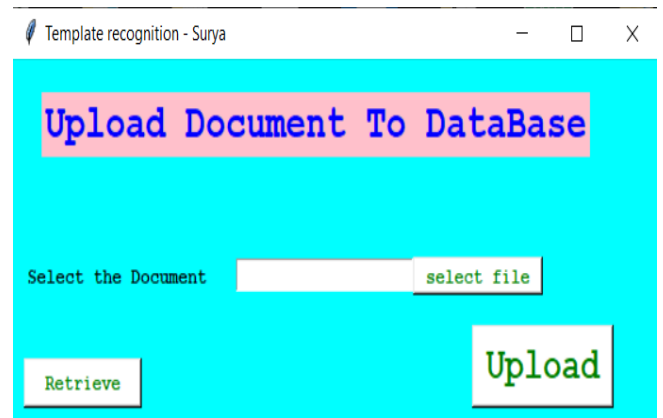 Template recognition - Surya
Upload Document To DataBase
Select the Document select file
Upload
Retrieve